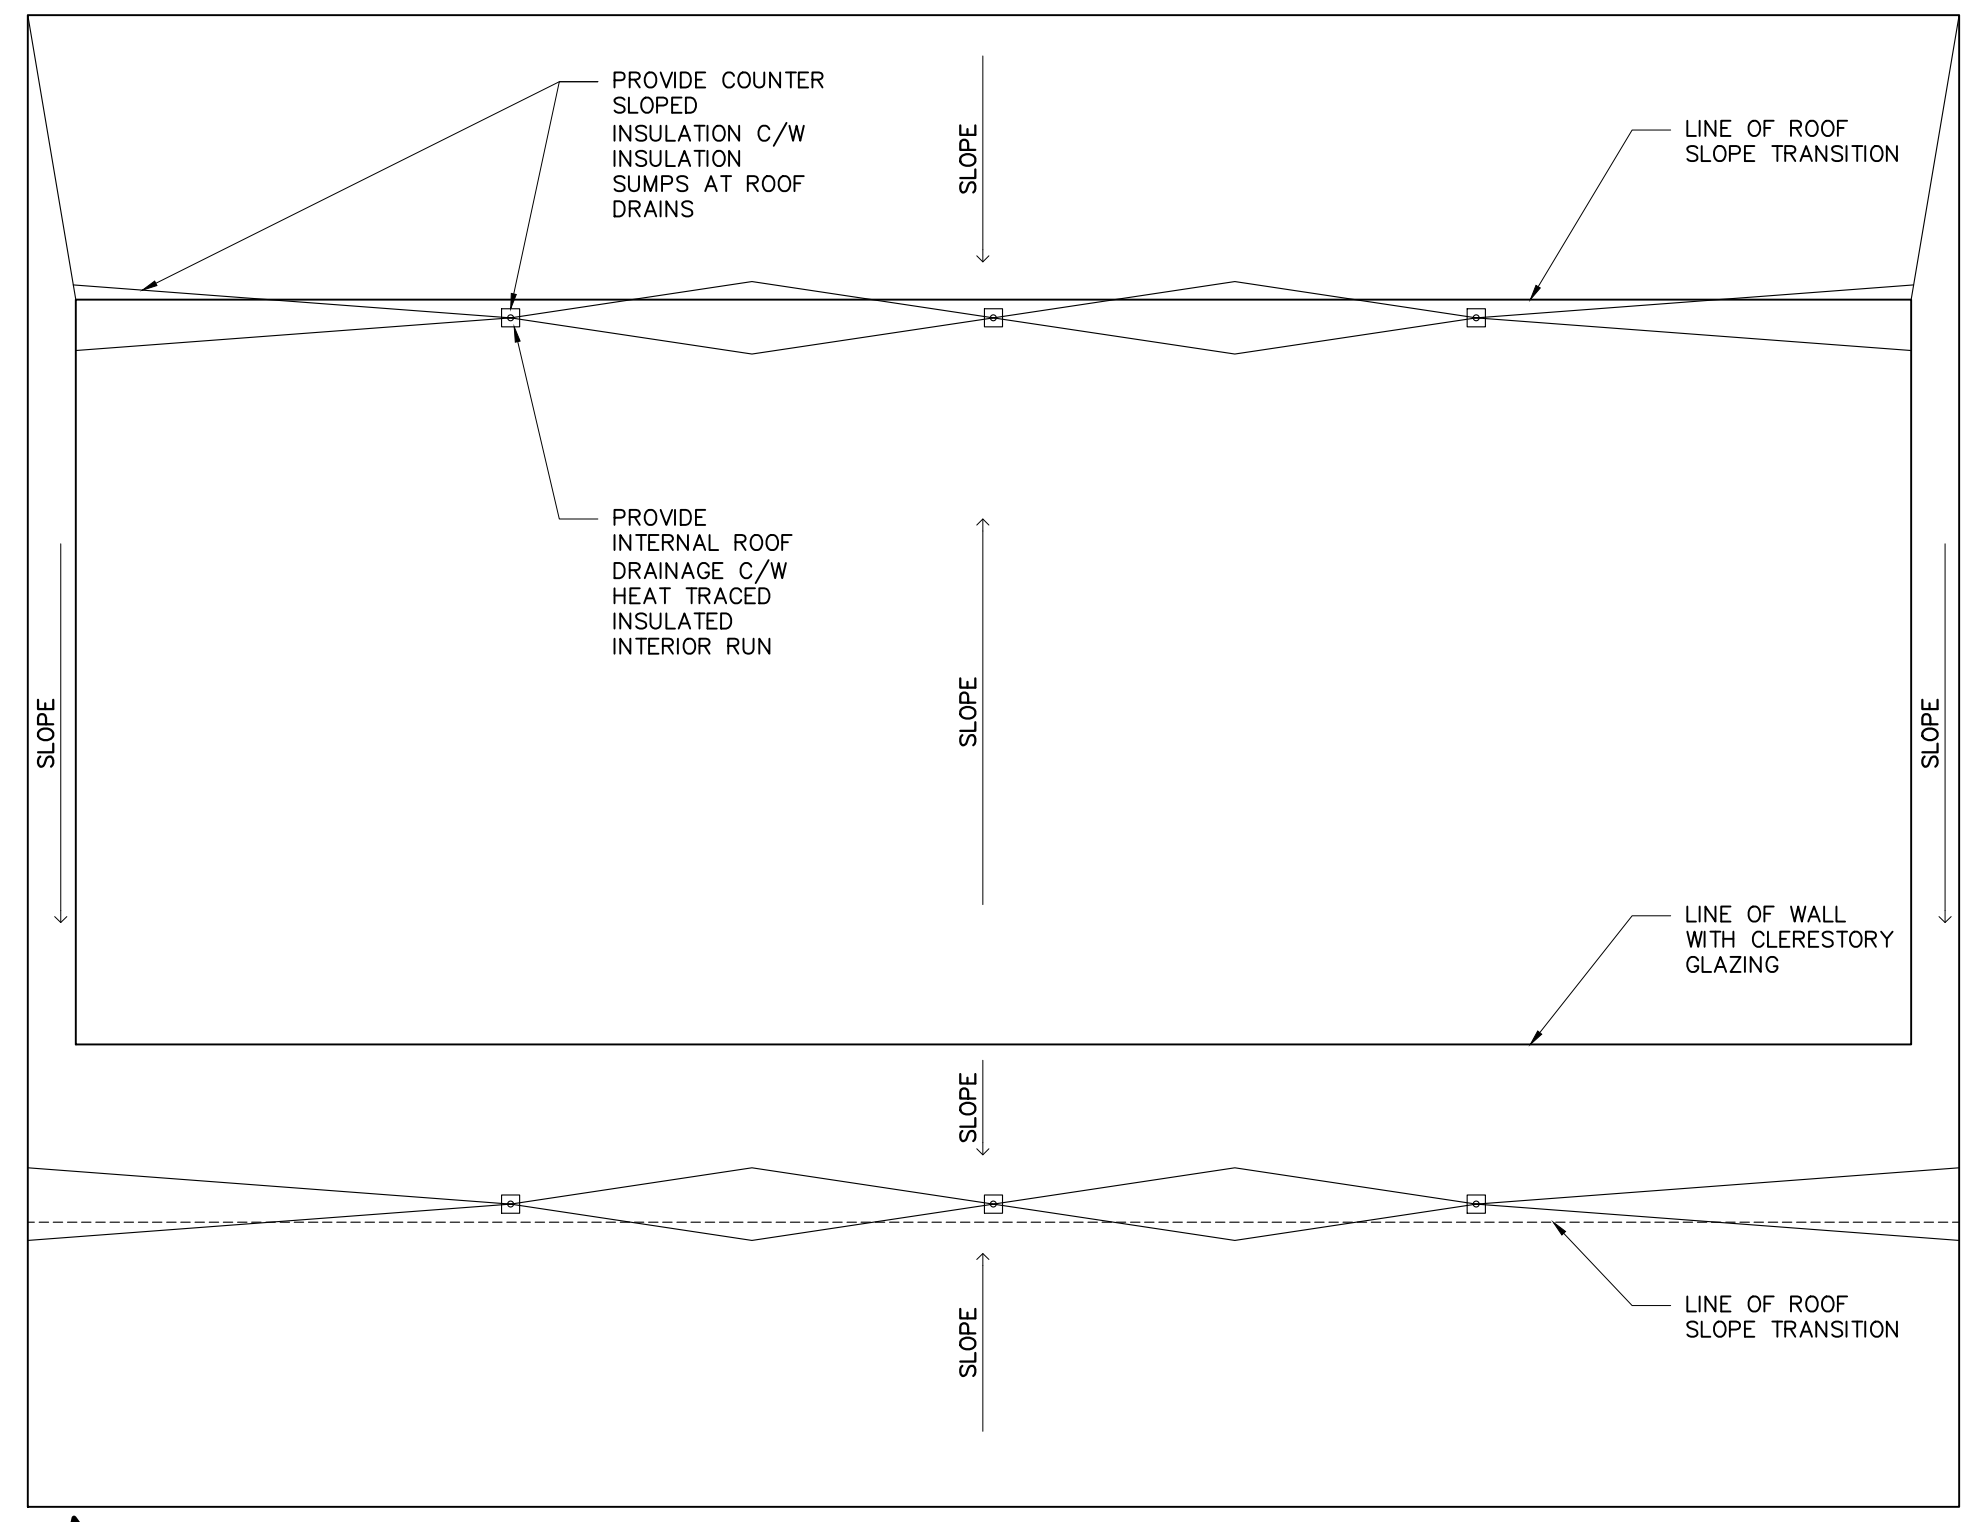 PROVIDE COUNTER
SLOPED
INSULATION C/W
INSULATION
SUMPS AT ROOF
DRAINS
SLOPE
LINE OF ROOF
SLOPE TRANSITION
PROVIDE
INTERNAL ROOF
DRAINAGE C/W
HEAT TRACED
INSULATED
INTERIOR RUN
SLOPE
SLOPE
SLOPE
LINE OF WALL
WITH CLERESTORY
GLAZING
SLOPE
SLOPE
LINE OF ROOF
SLOPE TRANSITION